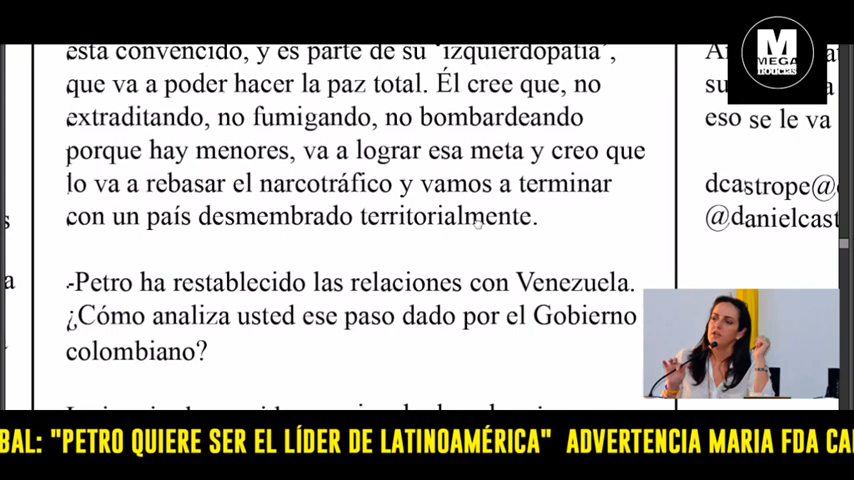 está convencido, y es parte de su "izquierdopatía",
que va a poder hacer la paz total. Él cree que, no
extraditando, no fumigando, no bombardeando
porque hay menores, va a lograr esa meta y creo que
lo va a rebasar el narcotráfico y vamos a terminar
con un país desmembrado territorialmente.
-Petro ha restablecido las relaciones con Venezuela.
¿Cómo analiza usted ese paso dado por el Gobierno
colombiano?
su
eso se le va
dcastrope@
@danielcast
M
MEGA
noticias
BAL: "PETRO QUIERE SER EL LÍDER DE LATINOAMÉRICA" ADVERTENCIA MARIA FDA CA